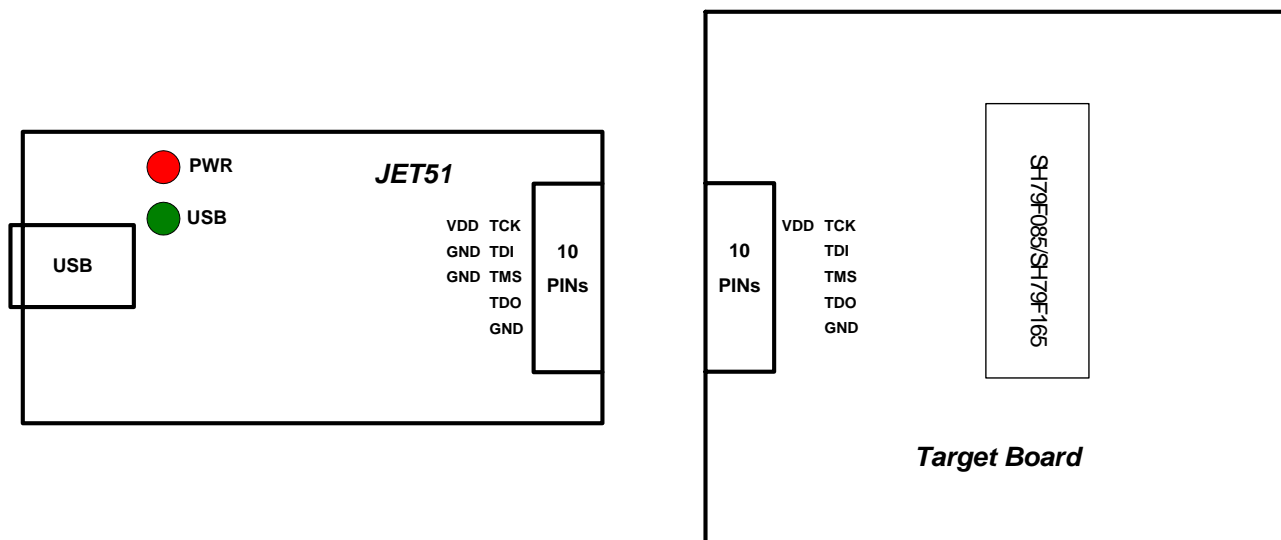 PWR
JET51
USB
USB
VDD TCK
GND TDI
GND TMS
TDO
GND
10
PINs
10
PINs
VDD TCK
TDI
TMS
TDO
GND
SH79F085/SH79F165
Target Board